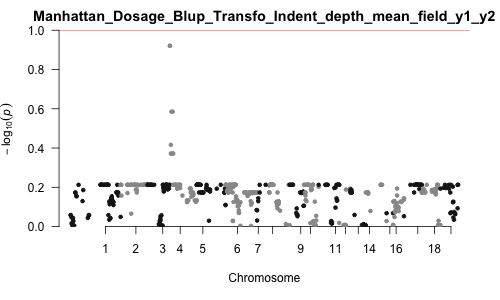 Manhattan_Dosage_Blup_Transfo_Indent_depth_mean_field_y1_y2
1.0
0.8
0.6
0.4
0.2
0.0
− log10(p)
1 2 3 4 5 6 7 9 11 14 16 18
Chromosome